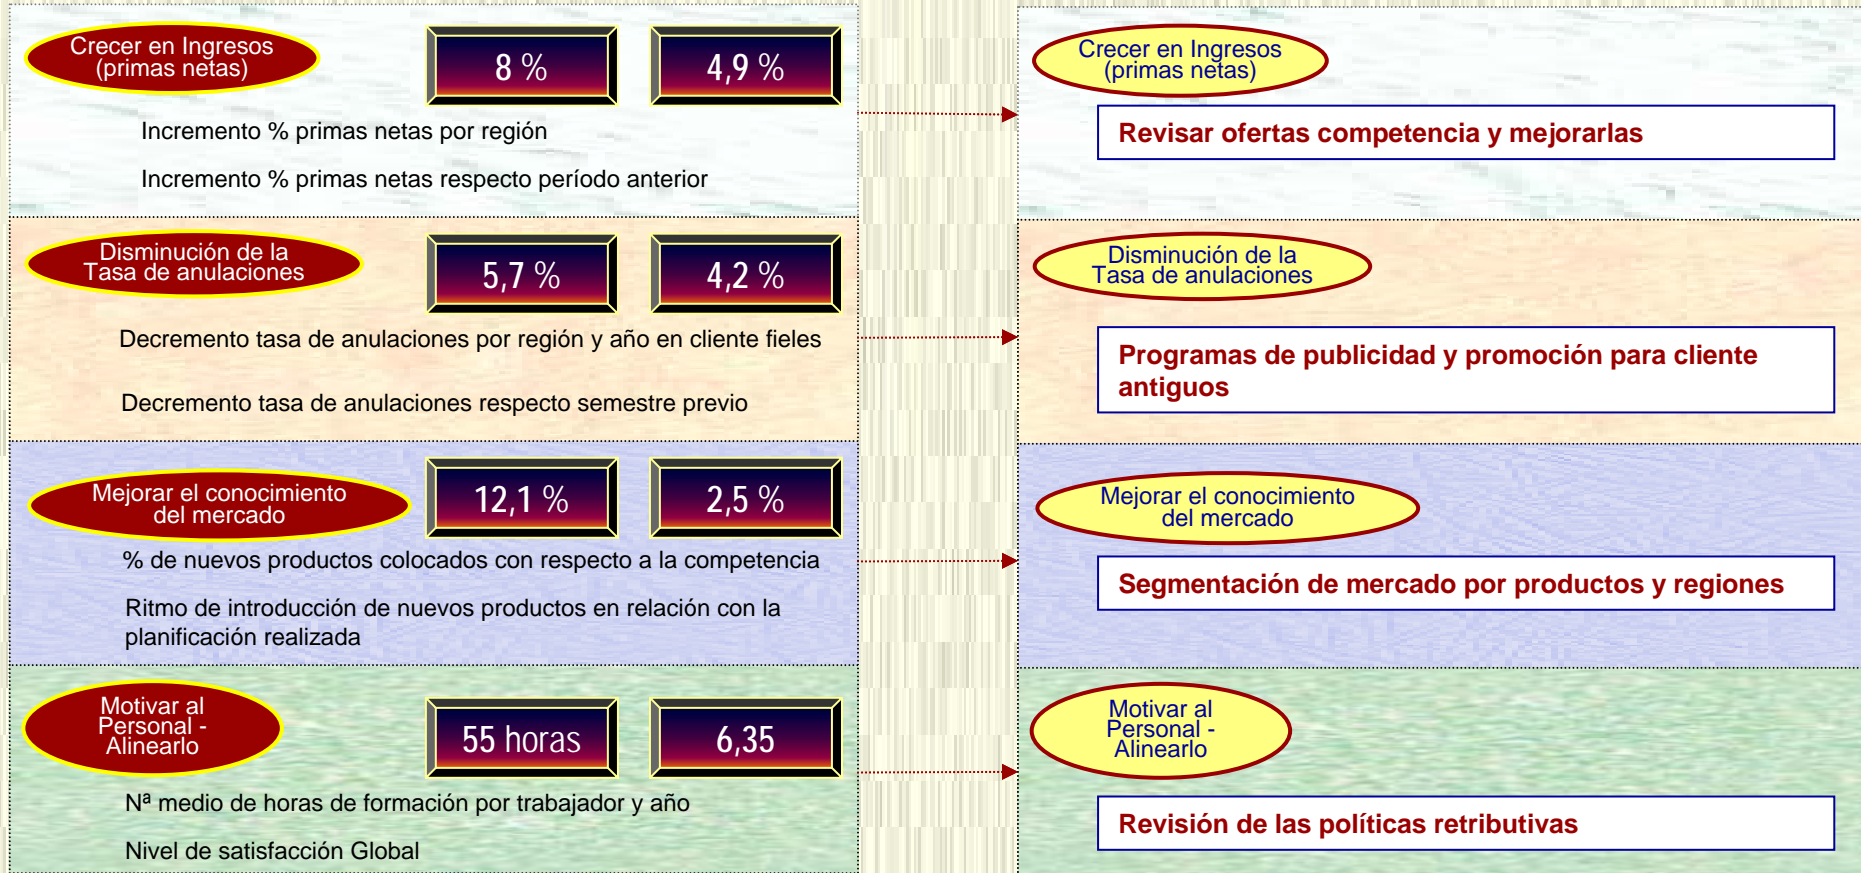 Crecer en Ingresos
(primas netas)
8 %
4,9 %
Incremento % primas netas por región
Incremento % primas netas respecto período anterior
Disminución de la
Tasa de anulaciones
5,7 %
4,2 %
Decremento tasa de anulaciones por región y año en cliente fieles
Decremento tasa de anulaciones respecto semestre previo
Mejorar el conocimiento
del mercado
12,1 %
2,5 %
% de nuevos productos colocados con respecto a la competencia
Ritmo de introducción de nuevos productos en relación con la
planificación realizada
Motivar al
Personal -
Alinearlo
55 horas
6,35
Nª medio de horas de formación por trabajador y año
Nivel de satisfacción Global
Crecer en Ingresos
(primas netas)
Revisar ofertas competencia y mejorarlas
Disminución de la
Tasa de anulaciones
Programas de publicidad y promoción para cliente
antiguos
Mejorar el conocimiento
del mercado
Segmentación de mercado por productos y regiones
Motivar al
Personal -
Alinearlo
Revisión de las políticas retributivas